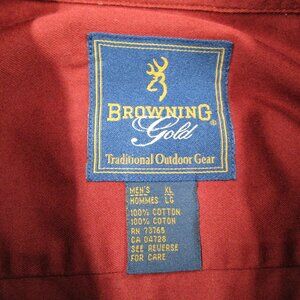 BROWNING®
Gold
Traditional Outdoor Gear
MEN'S XL
HOMMES LG
100% COTTON
100% COTON
RN 73765
CA 04728
SEE REVERSE
FOR CARE